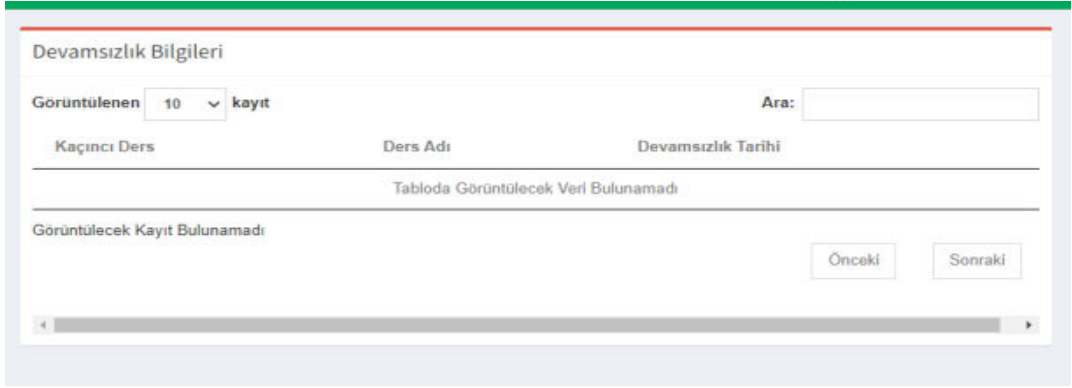 Devamsızlık Bilgileri
Görüntülenen 10 kayıt Ara:
Kaçıncı Ders Ders Adı Devamsızlık Tarihi
Tabloda Görüntülecek Veri Bulunamadı
Görüntülecek Kayıt Bulunamadı
Önceki Sonraki